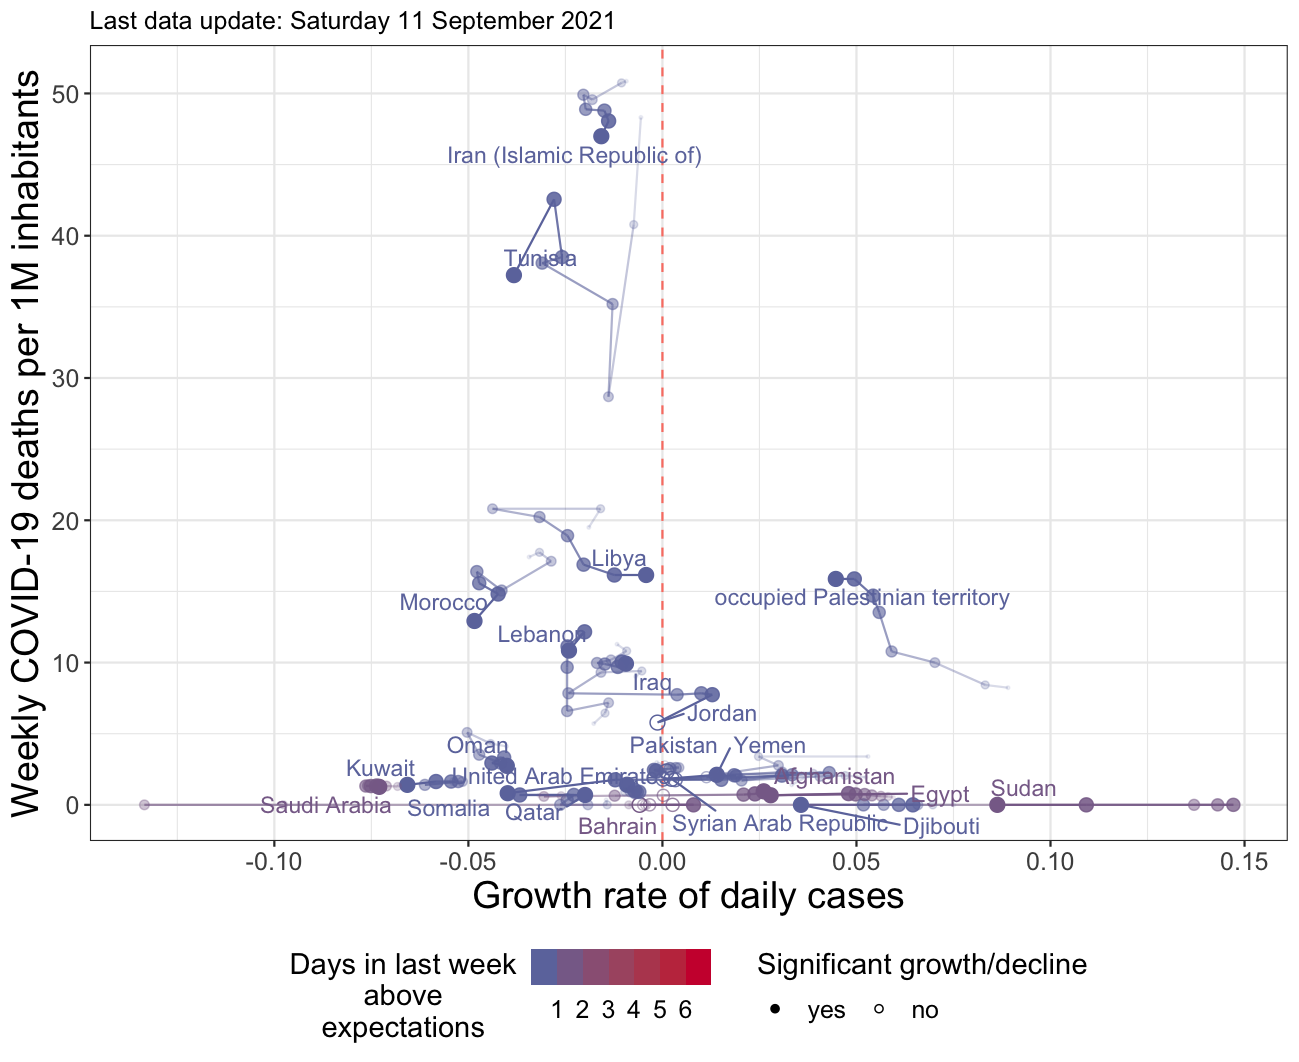 Last data update: Saturday 11 September 2021
Weekly COVID-19 deaths per 1M inhabitants
50
40
30
20
10
0
Iran (Islamic Republic of)
Tunisia
Libya
Morocco
occupied Palestinian territory
Lebanon
Iraq
Jordan
Oman
Pakistan
Yemen
Kuwait
United Arab Emirates
Afghanistan
Sudan
Egypt
Saudi Arabia
Somalia
Qatar
Bahrain
Syrian Arab Republic
Djibouti
-0.10
-0.05
0.00
0.05
0.10
0.15
Growth rate of daily cases
Days in last week
above
expectations
1 2 3 4 5 6
Significant growth/decline
yes
no